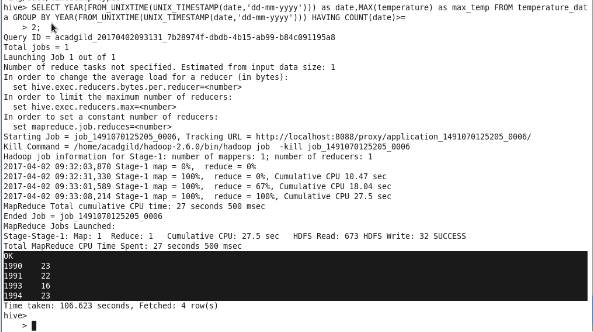 hive> SELECT YEAR(FROM_UNIXTIME(UNIX_TIMESTAMP(date,'dd-mm-yyyy'))) as date,MAX(temperature) as max_temp FROM temperature_dat
a GROUP BY YEAR(FROM_UNIXTIME(UNIX_TIMESTAMP(date,'dd-mm-yyyy'))) HAVING COUNT(date)>=
> 2;
Query ID = acadgild_20170402093131_7b28974f-dbdb-4b15-ab99-b84c091195a8
Total jobs = 1
Launching Job 1 out of 1
Number of reduce tasks not specified. Estimated from input data size: 1
In order to change the average load for a reducer (in bytes):
set hive.exec.reducers.bytes.per.reducer=<number>
In order to limit the maximum number of reducers:
set hive.exec.reducers.max=<number>
In order to set a constant number of reducers:
set mapreduce.job.reduces=<number>
Starting Job = job_1491070125205_0006, Tracking URL = http://localhost:8088/proxy/application_1491070125205_0006/
Kill Command = /home/acadgild/hadoop-2.6.0/bin/hadoop job  -kill job_1491070125205_0006
Hadoop job information for Stage-1: number of mappers: 1; number of reducers: 1
2017-04-02 09:32:03,870 Stage-1 map = 0%,  reduce = 0%
2017-04-02 09:32:31,330 Stage-1 map = 100%,  reduce = 0%, Cumulative CPU 10.47 sec
2017-04-02 09:33:01,589 Stage-1 map = 100%,  reduce = 67%, Cumulative CPU 18.04 sec
2017-04-02 09:33:08,214 Stage-1 map = 100%,  reduce = 100%, Cumulative CPU 27.5 sec
MapReduce Total cumulative CPU time: 27 seconds 500 msec
Ended Job = job_1491070125205_0006
MapReduce Jobs Launched:
Stage-Stage-1: Map: 1  Reduce: 1   Cumulative CPU: 27.5 sec   HDFS Read: 673 HDFS Write: 32 SUCCESS
Total MapReduce CPU Time Spent: 27 seconds 500 msec
OK
1990    23
1991    22
1993    16
1994    23
Time taken: 106.623 seconds, Fetched: 4 row(s)
hive>
>